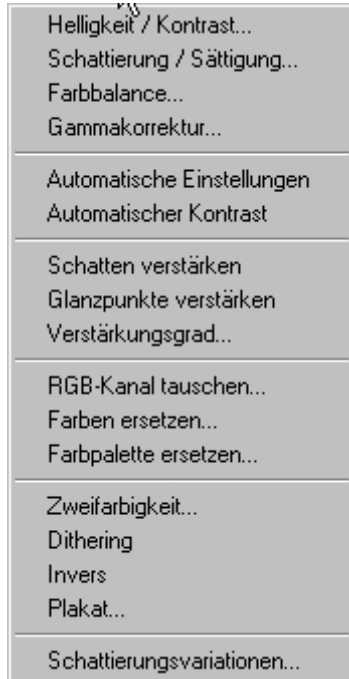 Helligkeit / Kontrast...
Schattierung / Sättigung...
Farbbalance...
Gammakorrektur...
Automatische Einstellungen
Automatischer Kontrast
Schatten verstärken
Glanzpunkte verstärken
Verstärkungsgrad...
RGB-Kanal tauschen...
Farben ersetzen...
Farbpalette ersetzen...
Zweifarbigkeit...
Dithering
Invers
Plakat...
Schattierungsvariationen...